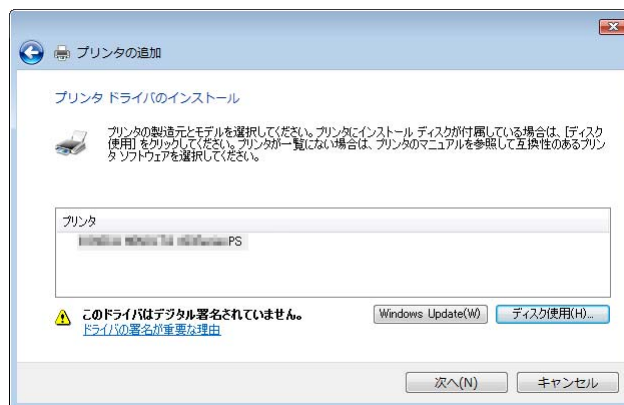 プリンタの追加
プリンタ ドライバのインストール
プリンタの製造元とモデルを選択してください。プリンタにインストール ディスクが付属している場合は、[ディスク
使用] をクリックしてください。プリンタが一覧にない場合は、プリンタのマニュアルを参照して互換性のあるプリン
タ ソフトウェアを選択してください。
プリンタ
PS
このドライバはデジタル署名されていません。
ドライバの署名が重要な理由
Windows Update(W)
ディスク使用(H)...
次へ(N)
キャンセル